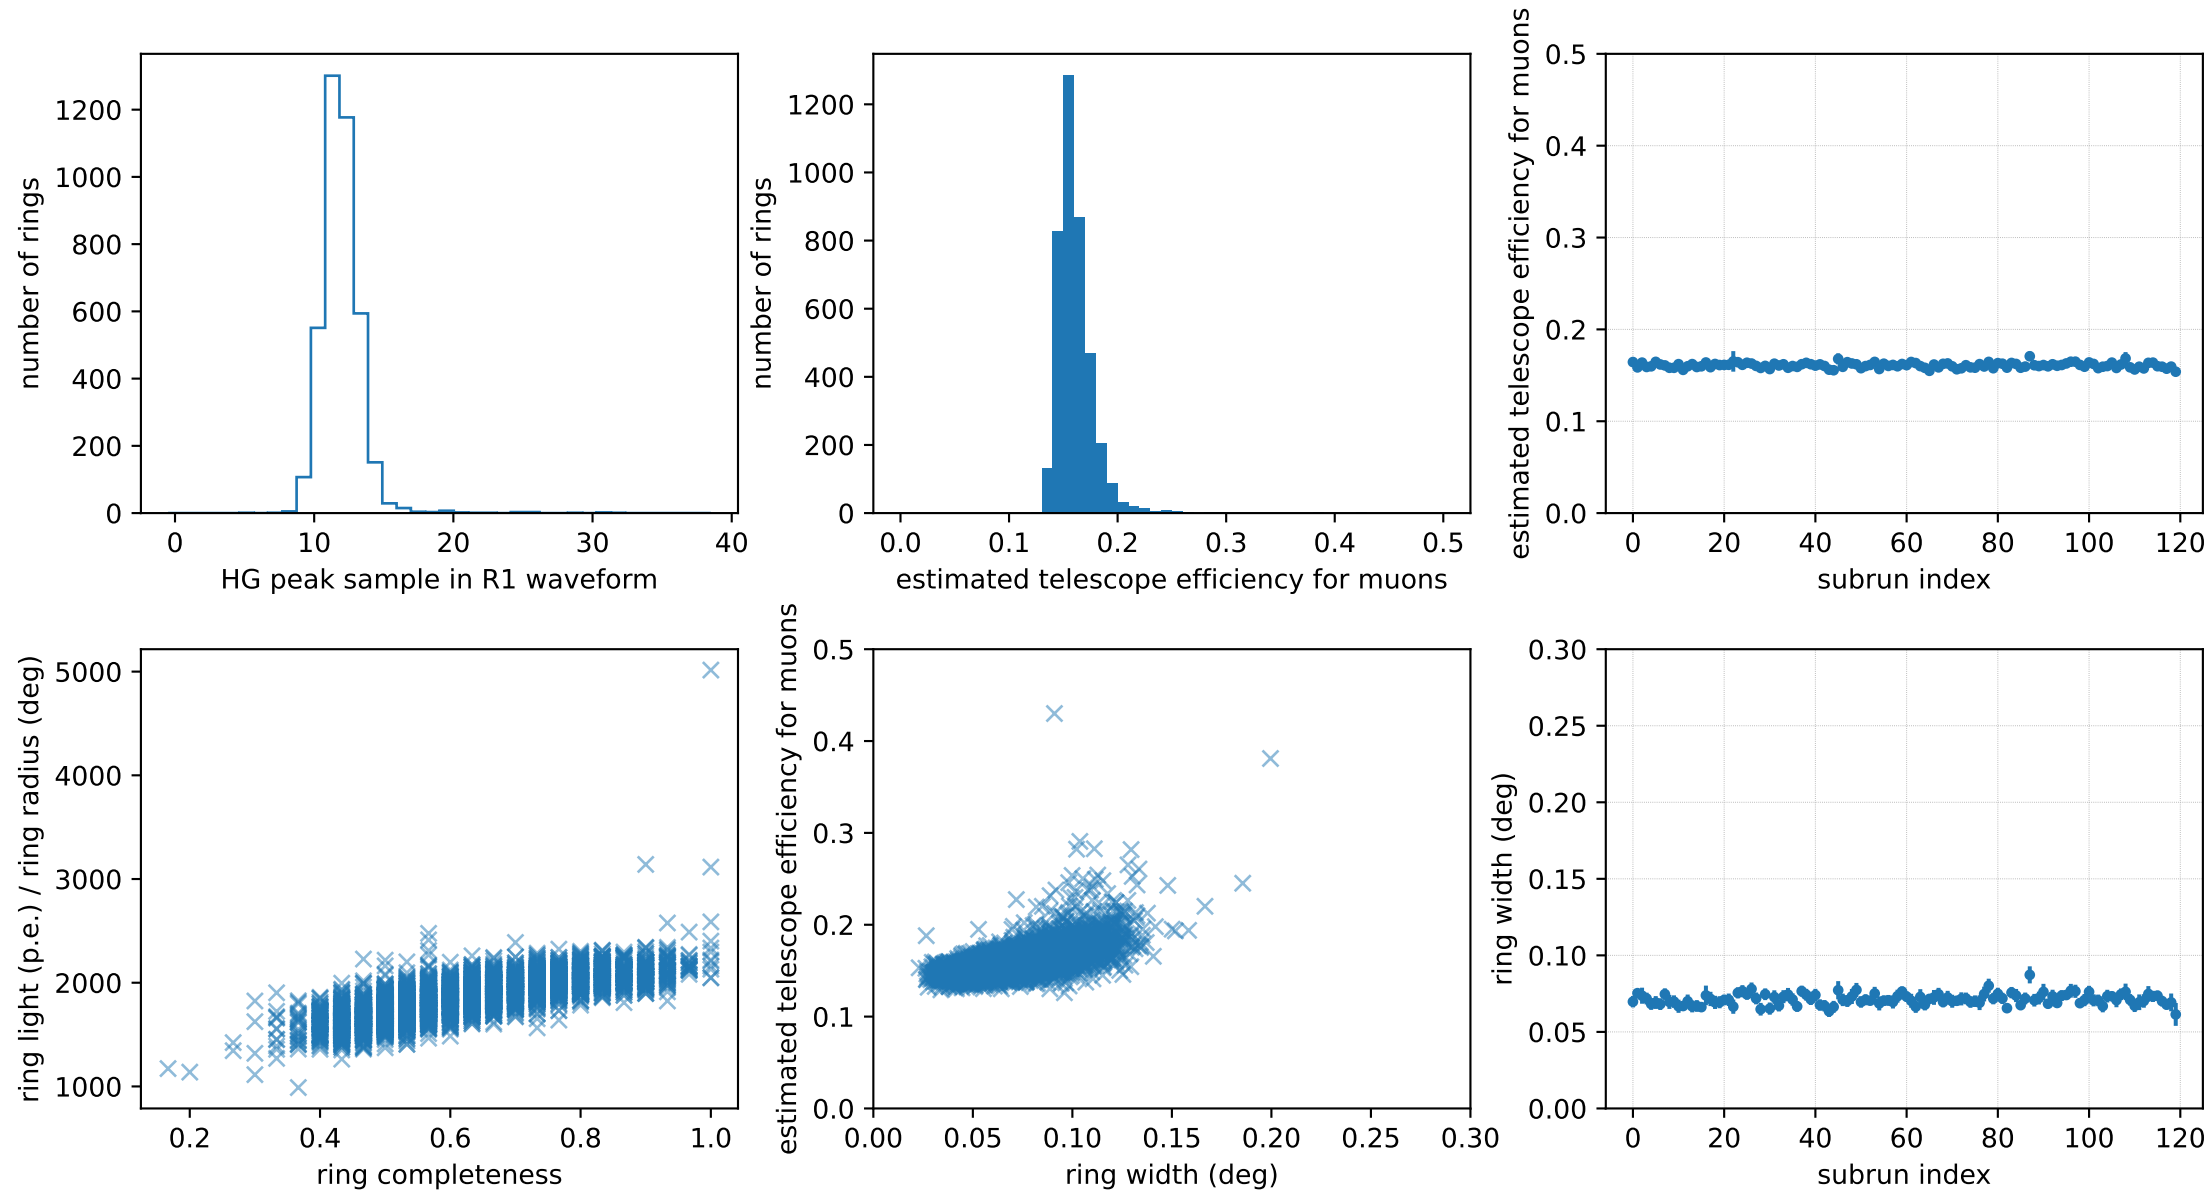 number of rings
1200
1000
800
600
400
200
0
0 10 20 30 40
HG peak sample in R1 waveform
number of rings
1200
1000
800
600
400
200
0
0.0 0.1 0.2 0.3 0.4 0.5
estimated telescope efficiency for muons
estimated telescope efficiency for muons
0.5
0.4
0.3
0.2
0.1
0.0
0 20 40 60 80 100 120
subrun index
ring light (p.e.) / ring radius (deg)
5000
4000
3000
2000
1000
0.2 0.4 0.6 0.8 1.0
ring completeness
estimated telescope efficiency for muons
0.5
0.4
0.3
0.2
0.1
0.0
0.00 0.05 0.10 0.15 0.20 0.25 0.30
ring width (deg)
ring width (deg)
0.30
0.25
0.20
0.15
0.10
0.05
0.00
0 20 40 60 80 100 120
subrun index